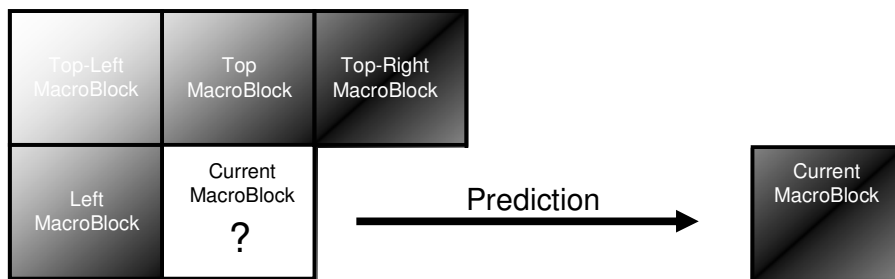 Top-Left
MacroBlock
Top
MacroBlock
Top-Right
MacroBlock
Left
MacroBlock
Current
MacroBlock
?
Prediction
Current
MacroBlock